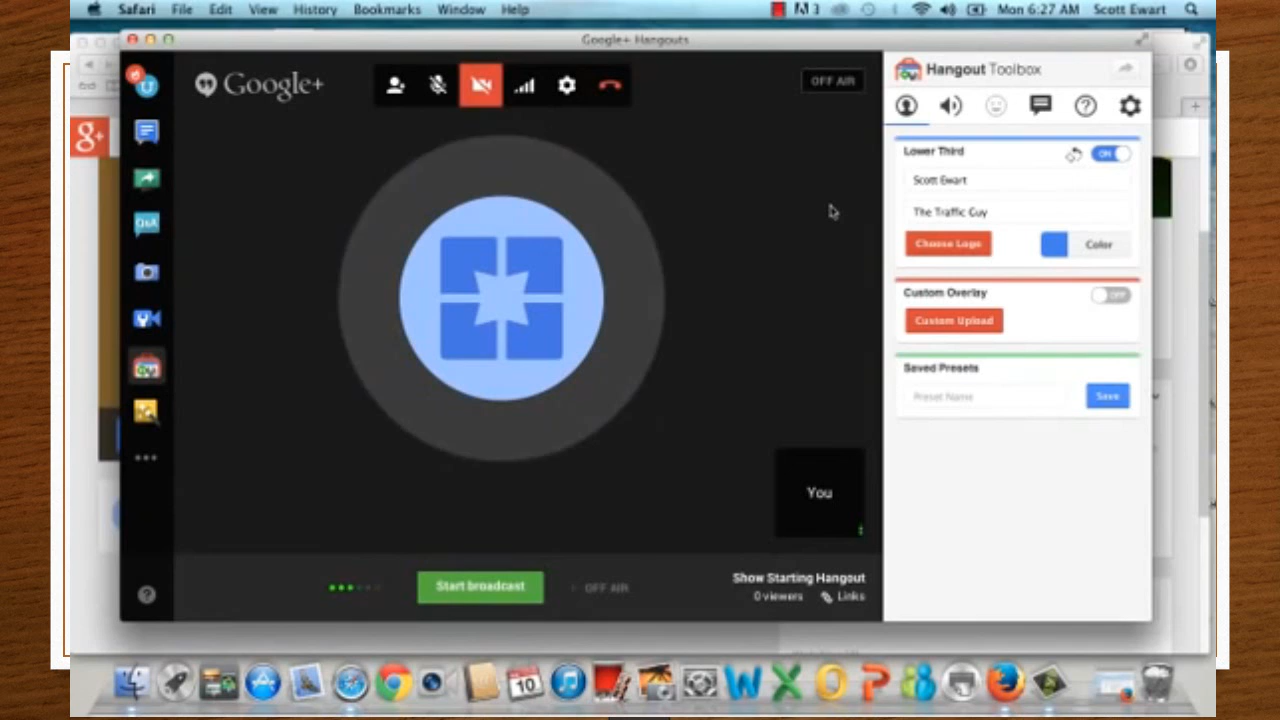 Safari File Edit View History Bookmarks Window Help
3 Mon 6:27 AM Scott Ewart
Google+ Hangouts
Google+
OFF AIR
Hangout Toolbox
g+
Q&A
Lower Third
ON
Scott Ewart
The Traffic Guy
Choose Logo Color
Custom Overlay
OFF
Custom Upload
Saved Presets
Preset Name Save
You
Start broadcast OFF AIR
Show Starting Hangout
0 viewers Links
10
W X O P